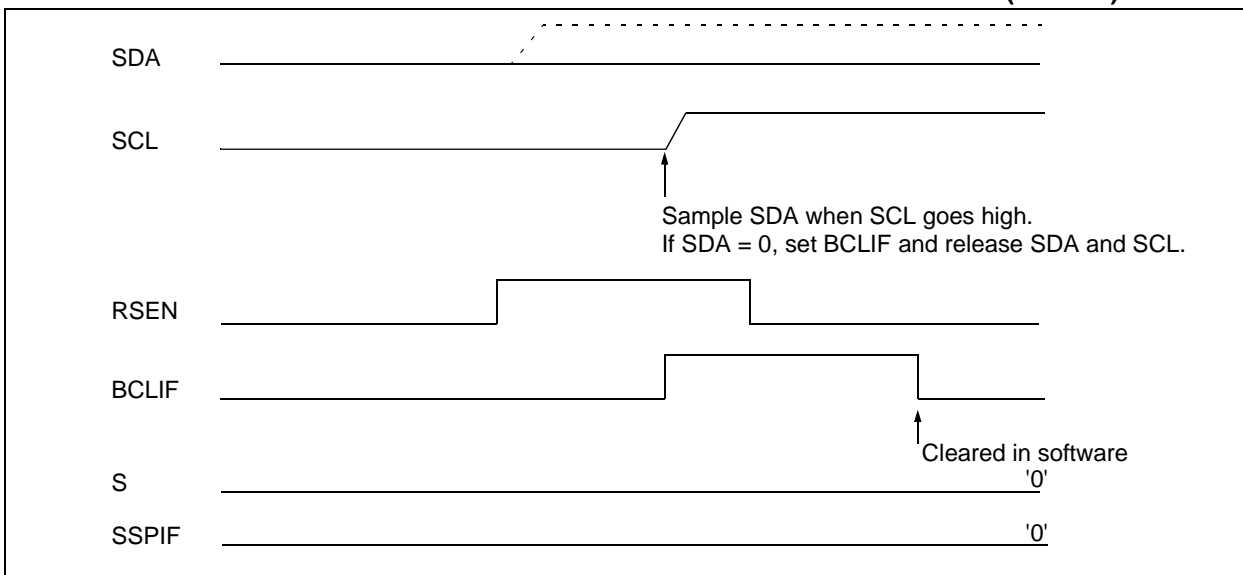 SDA
SCL
Sample SDA when SCL goes high.
If SDA = 0, set BCLIF and release SDA and SCL.
RSEN
BCLIF
Cleared in software
S
'0'
SSPIF
'0'